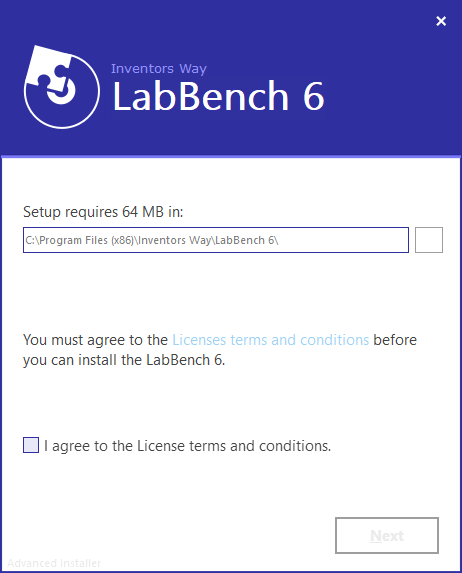 Inventors Way
LabBench 6
Setup requires 64 MB in:
C:\Program Files (x86)\Inventors Way\LabBench 6\
You must agree to the Licenses terms and conditions before
you can install the LabBench 6.
I agree to the License terms and conditions.
Next
Advanced Installer